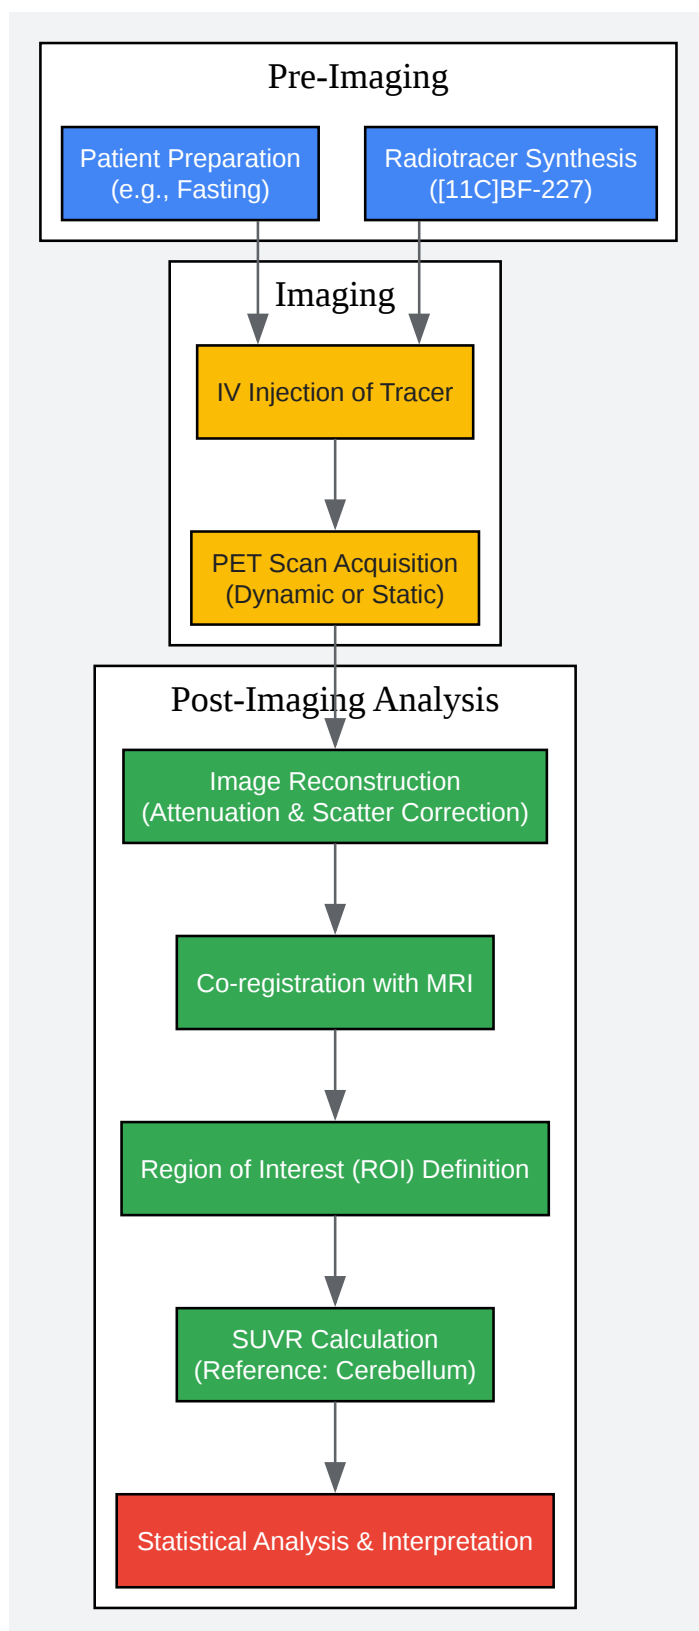 Pre-Imaging
Patient Preparation
(e.g., Fasting)
Radiotracer Synthesis
([11C]BF-227)
Imaging
IV Injection of Tracer
PET Scan Acquisition
(Dynamic or Static)
Post-Imaging Analysis
Image Reconstruction
(Attenuation & Scatter Correction)
Co-registration with MRI
Region of Interest (ROI) Definition
SUVR Calculation
(Reference: Cerebellum)
Statistical Analysis & Interpretation